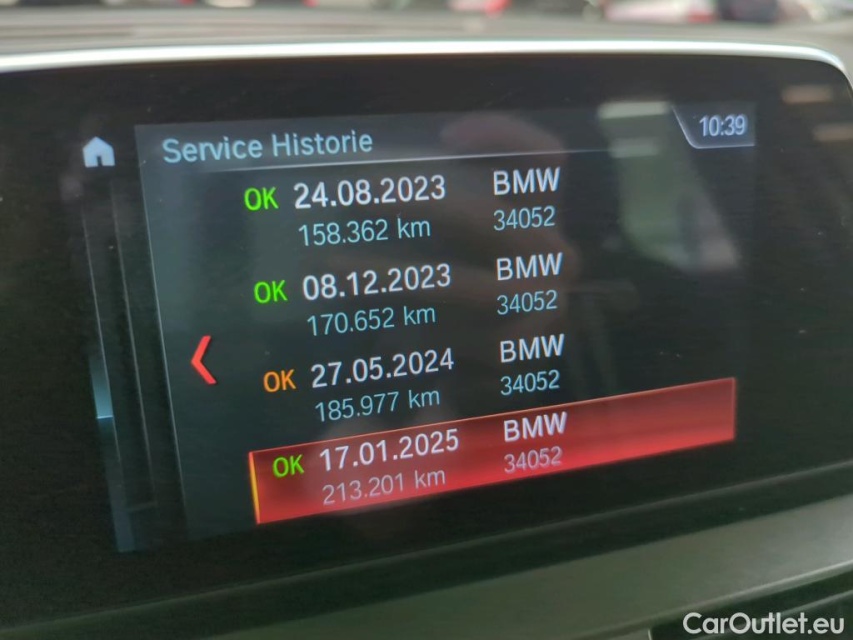 Service Historie
10:39
OK 24.08.2023 BMW
158.362 km 34052
OK 08.12.2023 BMW
170.652 km 34052
OK 27.05.2024 BMW
185.977 km 34052
OK 17.01.2025 BMW
213.201 km 34052
CarOutlet.eu